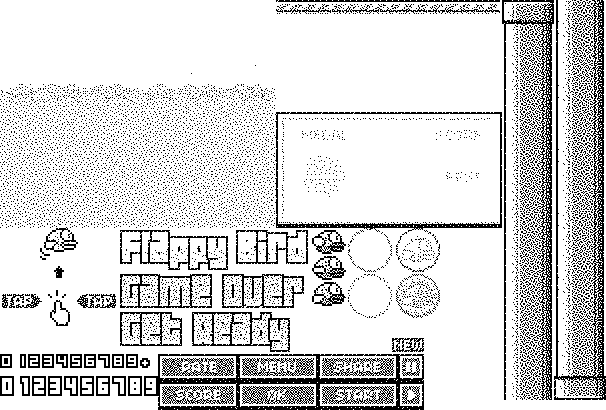 MEDAL SCORE
BEST
Flappy Bird
Game Over
TAP TAP
Get Ready
NEW
0 123456789
RATE MENU SHARE
0 123456789
SCORE OK START